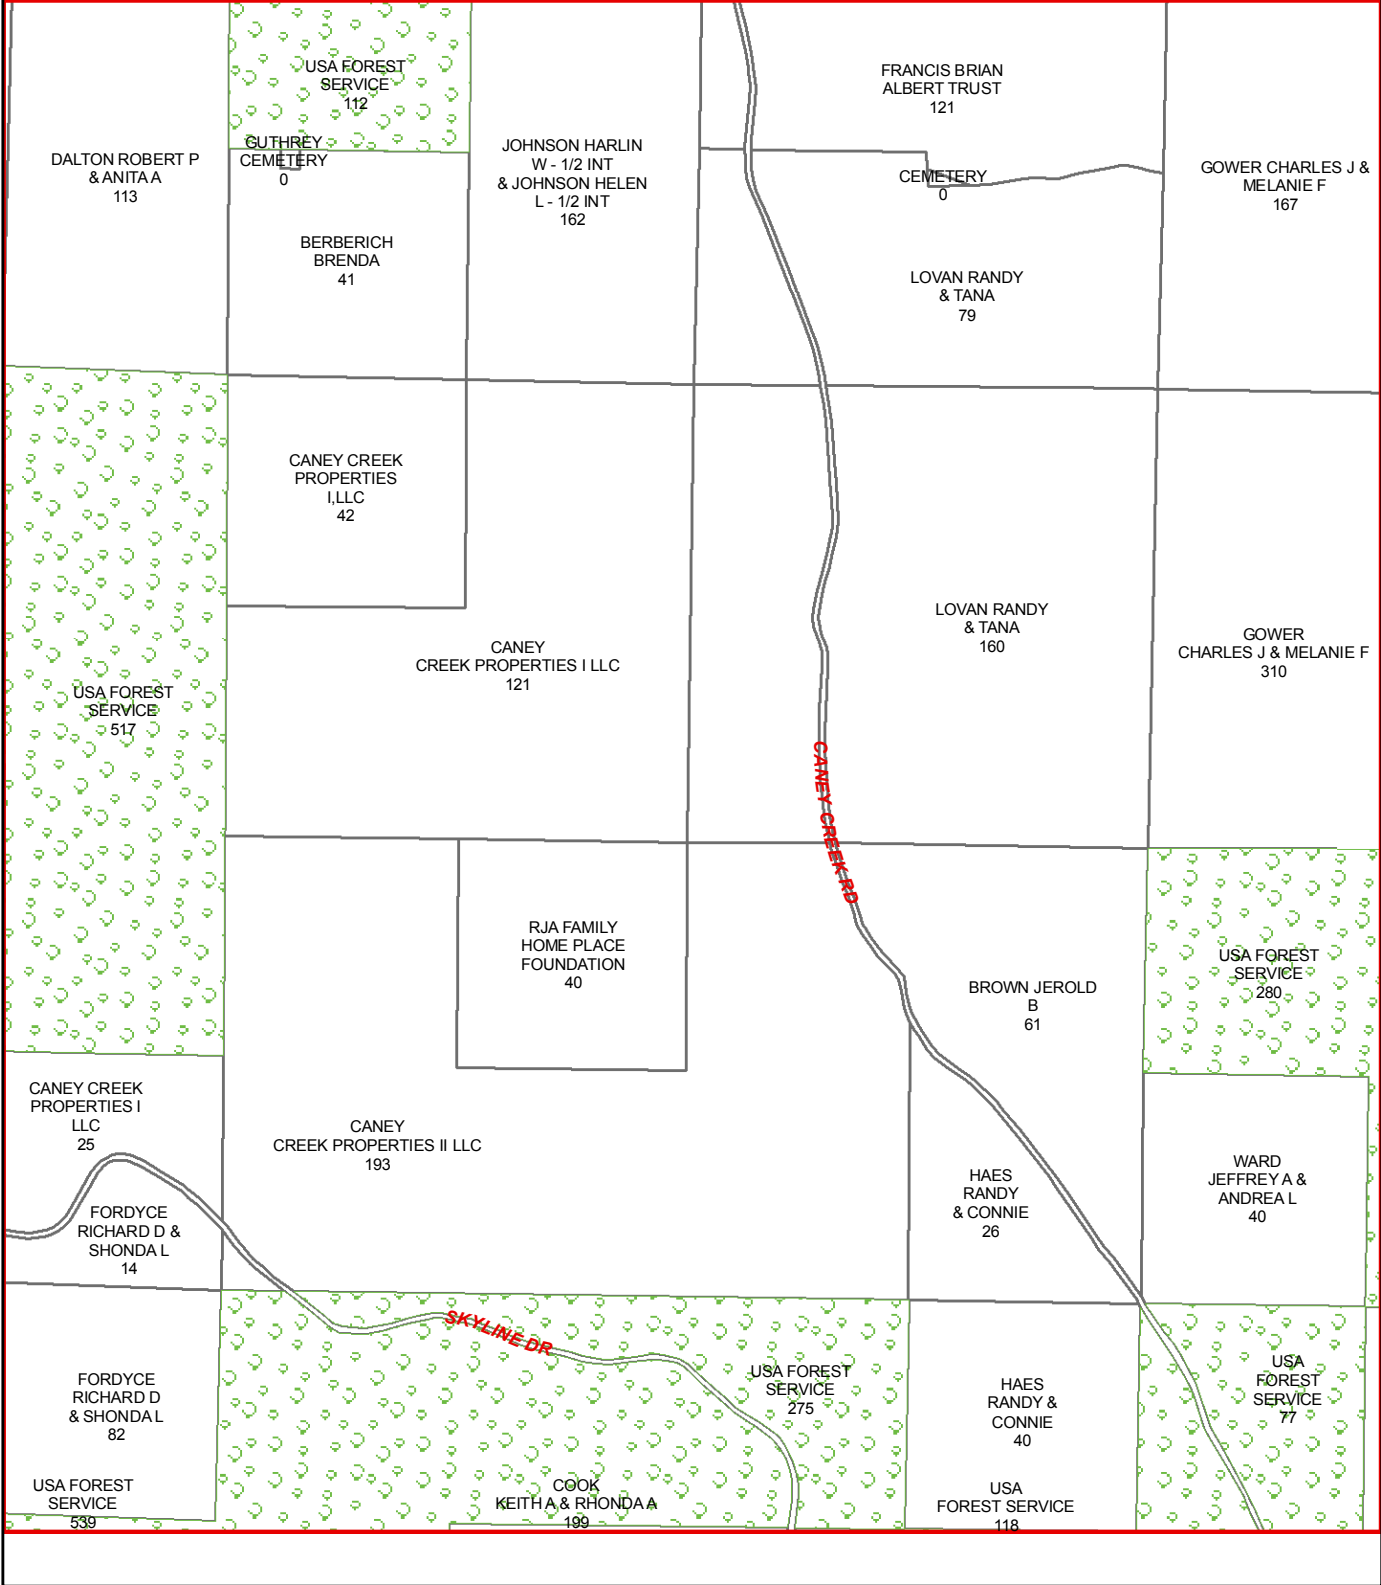 USA FOREST
SERVICE
112
FRANCIS BRIAN
ALBERT TRUST
121
GUTHREY
CEMETERY
0
DALTON ROBERT P
& ANITA A
113
JOHNSON HARLIN
W - 1/2 INT
& JOHNSON HELEN
L - 1/2 INT
162
CEMETERY
0
GOWER CHARLES J &
MELANIE F
167
BERBERICH
BRENDA
41
LOVAN RANDY
& TANA
79
CANEY CREEK
PROPERTIES
I,LLC
42
CANEY
CREEK PROPERTIES I LLC
121
LOVAN RANDY
& TANA
160
GOWER
CHARLES J & MELANIE F
310
USA FOREST
SERVICE
517
CANEY CREEK RD
RJA FAMILY
HOME PLACE
FOUNDATION
40
BROWN JEROLD
B
61
USA FOREST
SERVICE
280
CANEY CREEK
PROPERTIES I
LLC
25
CANEY
CREEK PROPERTIES II LLC
193
HAES
RANDY
& CONNIE
26
WARD
JEFFREY A &
ANDREA L
40
FORDYCE
RICHARD D &
SHONDA L
14
SKYLINE DR
FORDYCE
RICHARD D
& SHONDA L
82
USA FOREST
SERVICE
275
HAES
RANDY &
CONNIE
40
USA
FOREST
SERVICE
77
USA FOREST
SERVICE
539
COOK
KEITH A & RHONDA A
199
USA
FOREST SERVICE
118